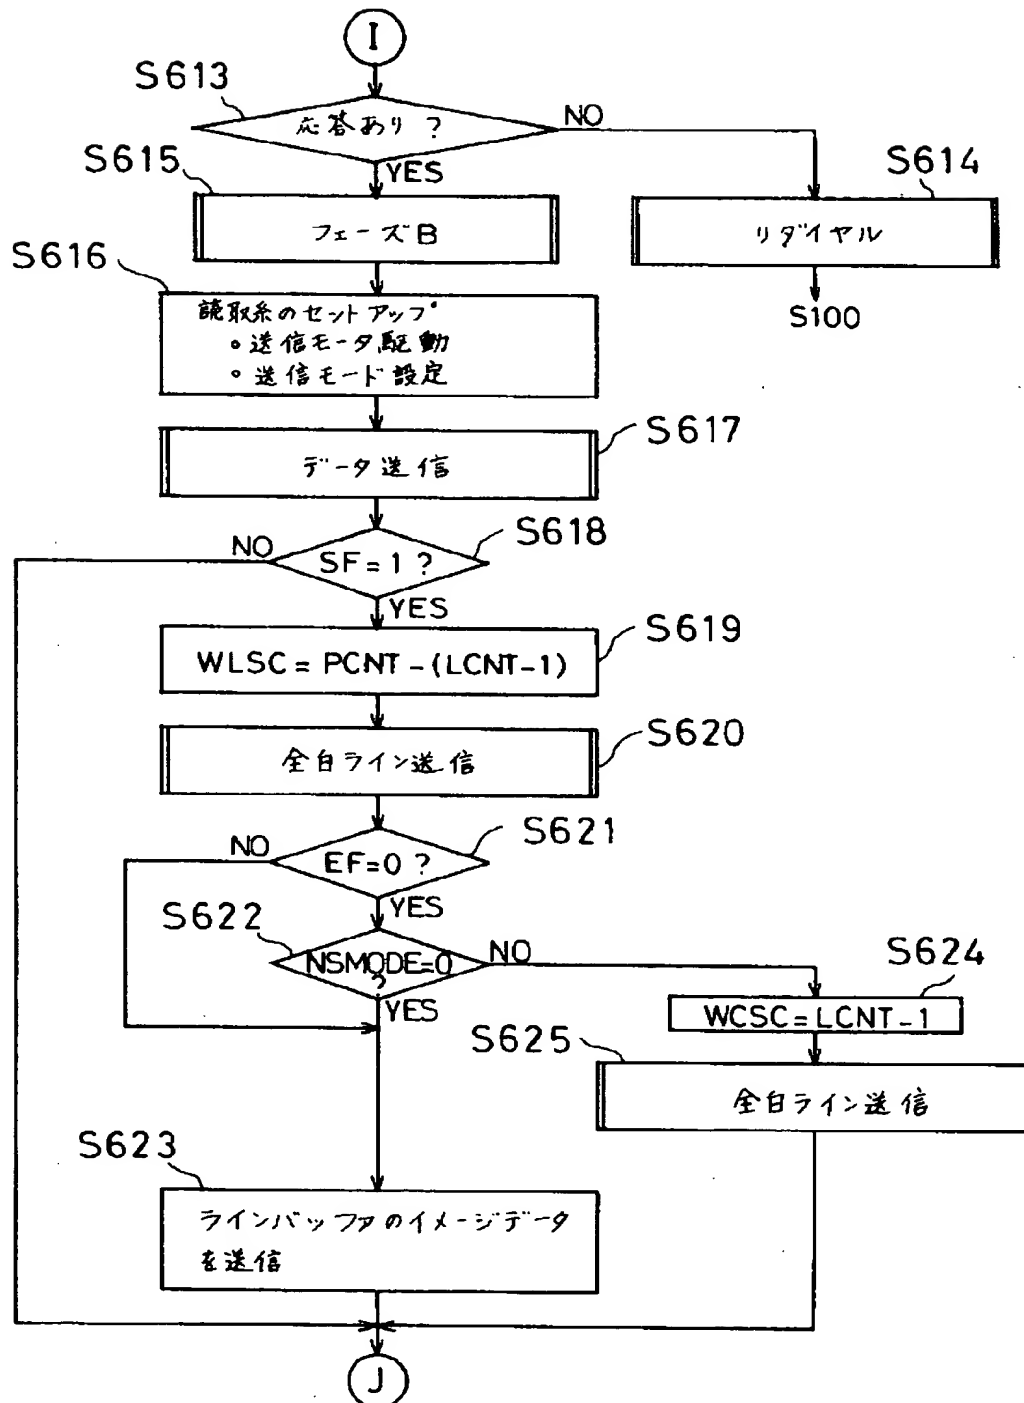 I
S613
応答あり?
NO
YES
S615
フェーズB
S614
リダイヤル
S100
S616
読取系のセットアップ
。送信モータ駆動
。送信モード設定
S617
データ送信
S618
NO
SF=1?
YES
S619
WLSC=PCNT-(LCNT-1)
S620
全白ライン送信
S621
NO
EF=0?
YES
S622
NSMODE=0
?
NO
YES
S624
WCSC=LCNT-1
S625
全白ライン送信
S623
ラインバッファのイメージデータ
を送信
J